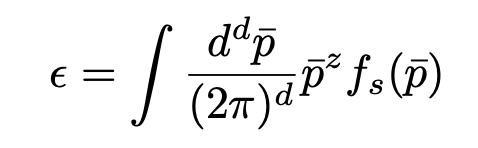 ϵ = ∫ d^d p̄ / (2π)^d p̄^z f_s(p̄)